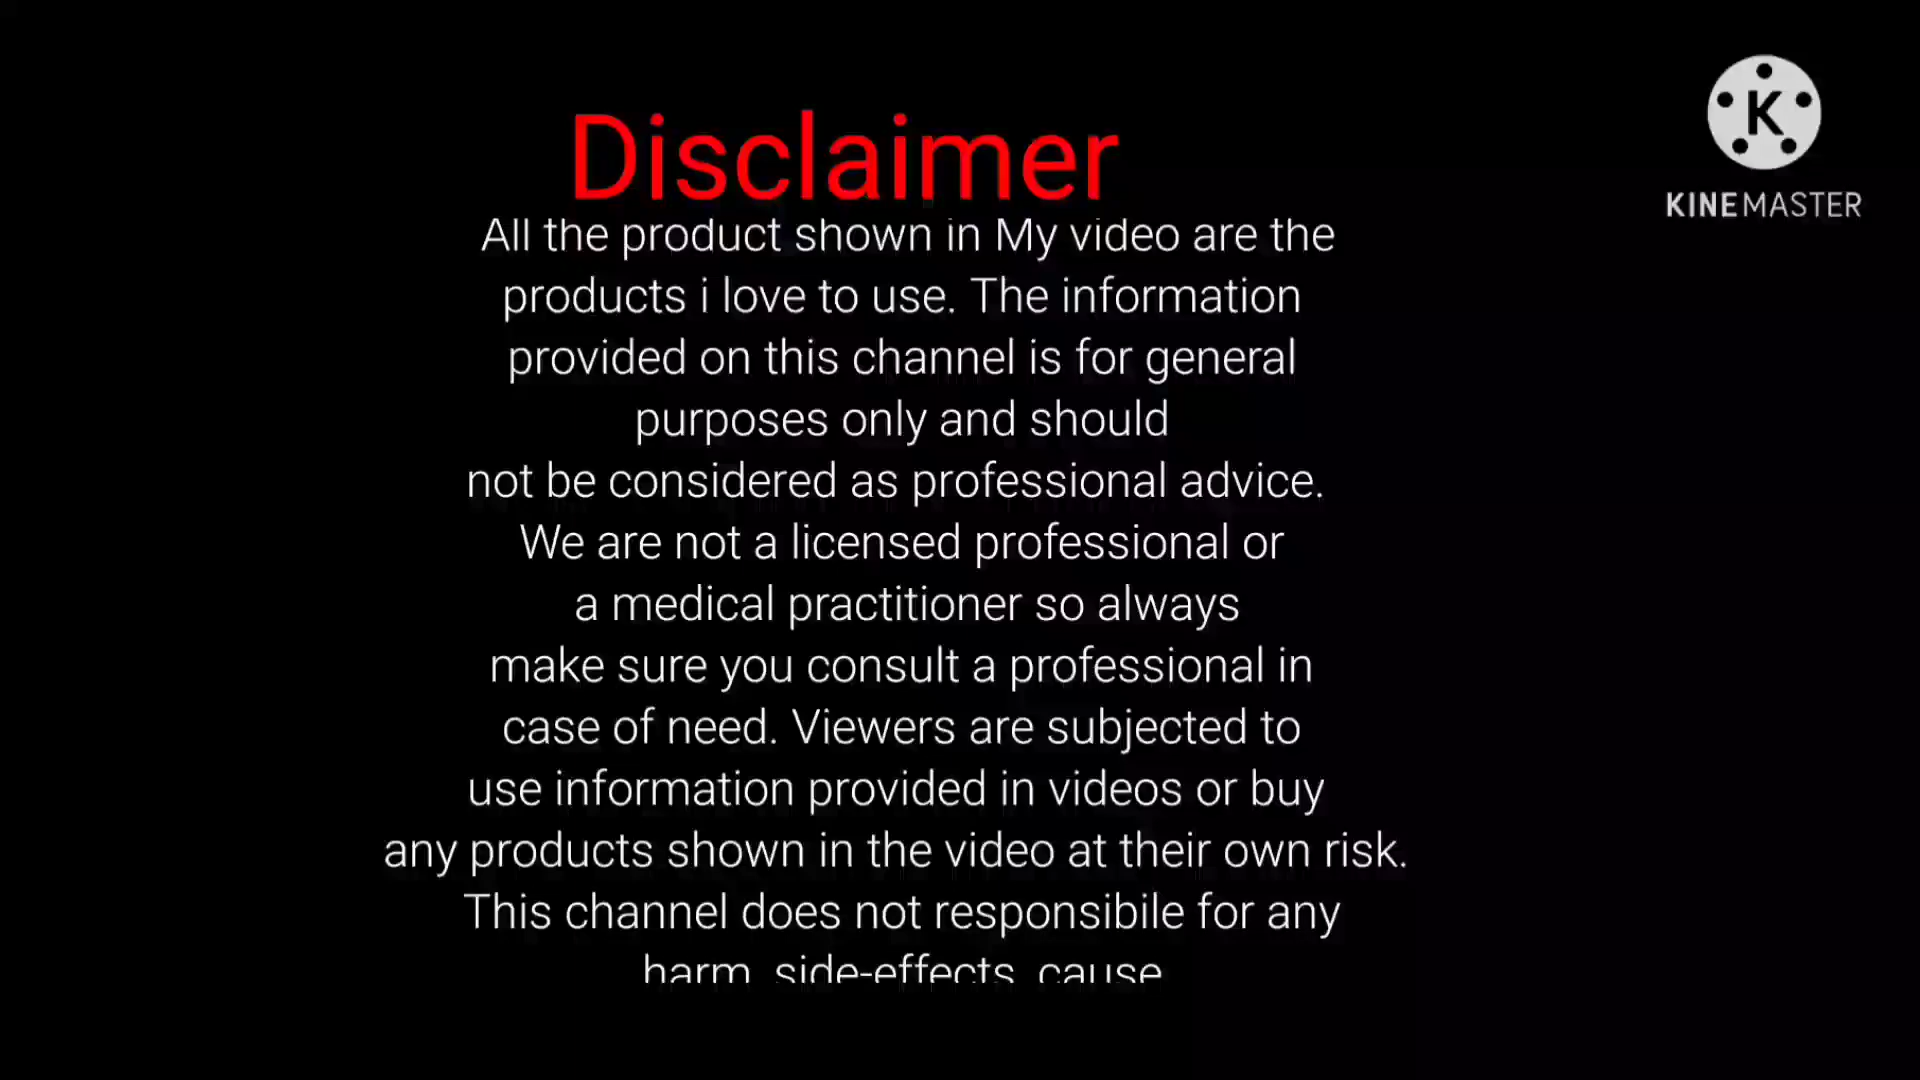 Disclaimer
All the product shown in My video are the
products i love to use. The information
provided on this channel is for general
purposes only and should
not be considered as professional advice.
We are not a licensed professional or
a medical practitioner so always
make sure you consult a professional in
case of need. Viewers are subjected to
use information provided in videos or buy
any products shown in the video at their own risk.
This channel does not responsibile for any
harm, side-effects, cause
K
KINEMASTER